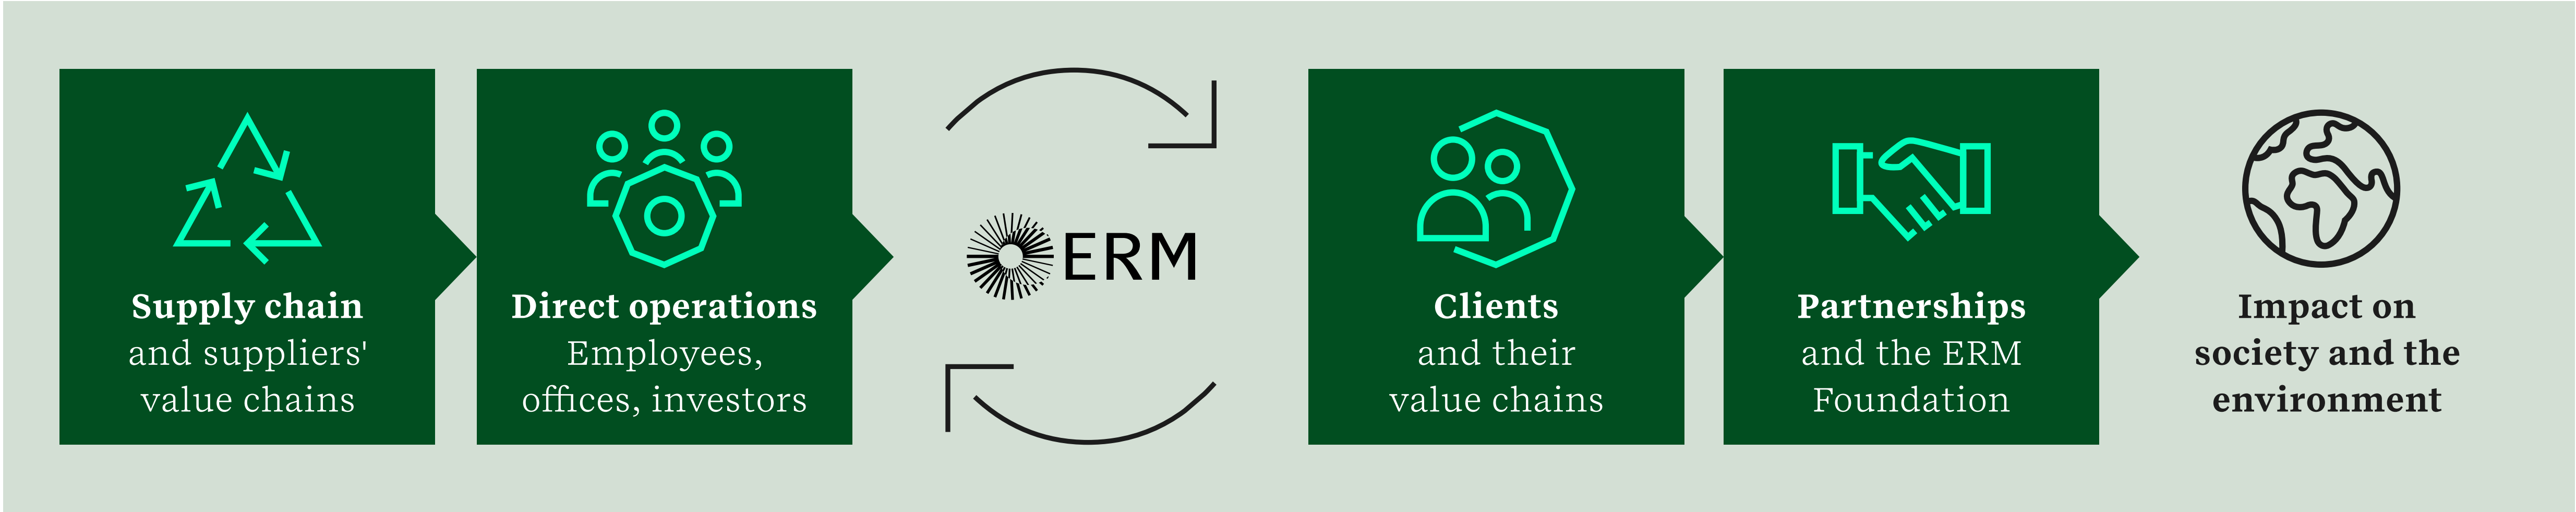 Supply chain
and suppliers'
value chains
Direct operations
Employees,
offices, investors
ERM
Clients
and their
value chains
Partnerships
and the ERM
Foundation
Impact on
society and the
environment